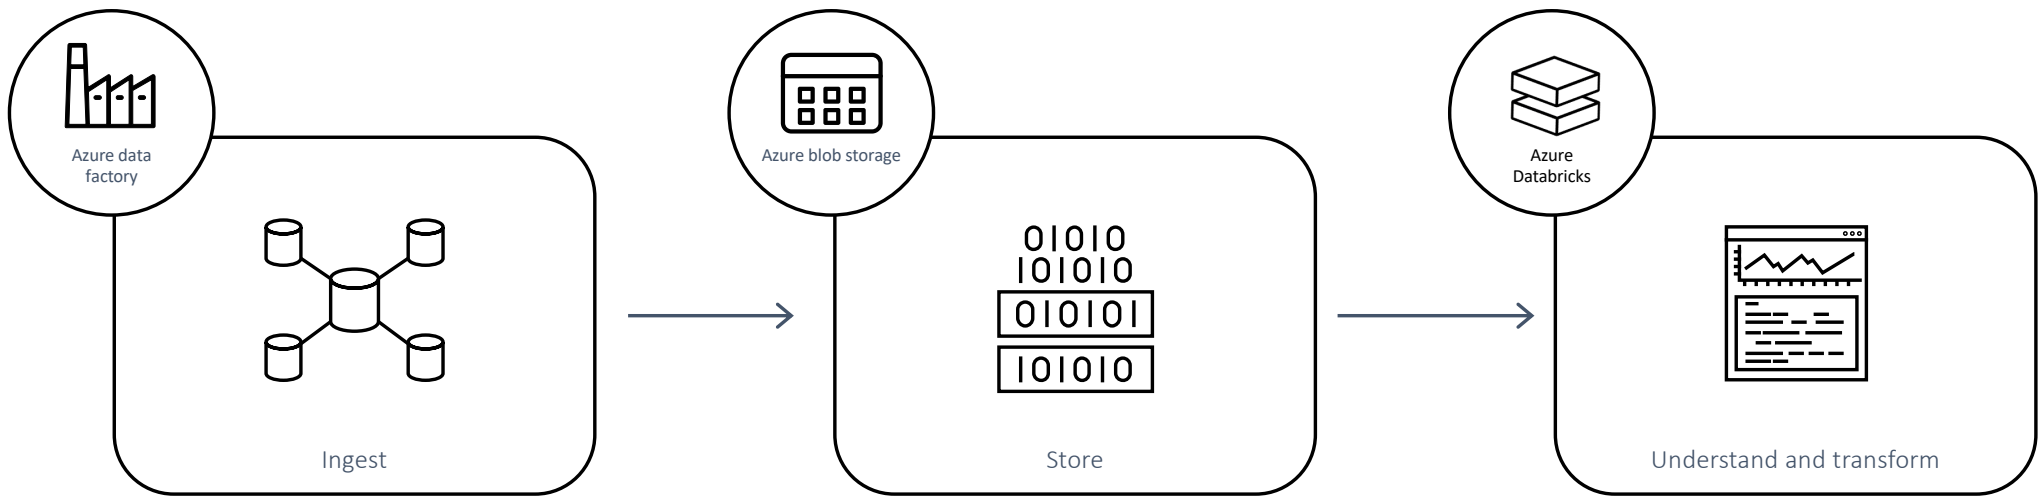 Azure data
factory
Ingest
Azure blob storage
01010
101010
010101
101010
Store
Azure
Databricks
Understand and transform